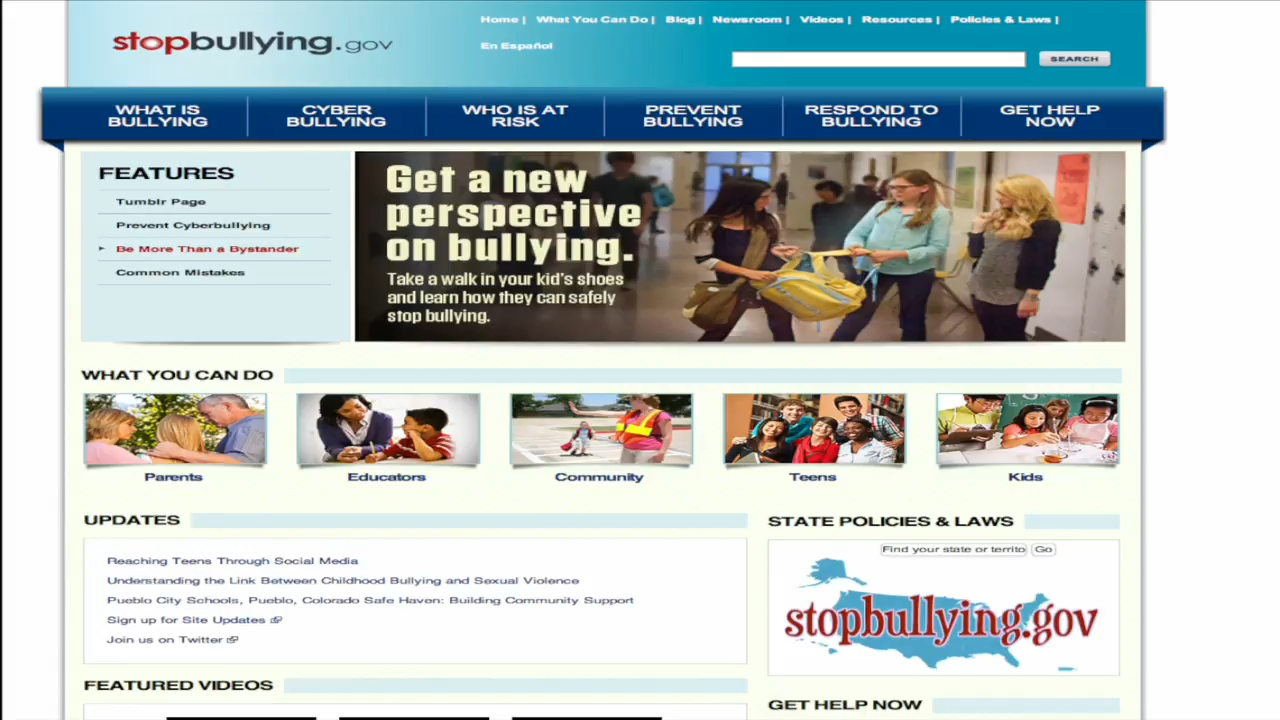 Home | What You Can Do | Blog | Newsroom | Videos | Resources | Policies & Laws |
stopbullying.gov
En Español
SEARCH
WHAT IS BULLYING
CYBER BULLYING
WHO IS AT RISK
PREVENT BULLYING
RESPOND TO BULLYING
GET HELP NOW
FEATURES
Tumblr Page
Prevent Cyberbullying
Be More Than a Bystander
Common Mistakes
Get a new
perspective
on bullying.
Take a walk in your kid's shoes
and learn how they can safely
stop bullying.
WHAT YOU CAN DO
Parents
Educators
Community
Teens
Kids
UPDATES
Reaching Teens Through Social Media
Understanding the Link Between Childhood Bullying and Sexual Violence
Pueblo City Schools, Pueblo, Colorado Safe Haven: Building Community Support
Sign up for Site Updates
Join us on Twitter
STATE POLICIES & LAWS
Find your state or territo Go
stopbullying.gov
FEATURED VIDEOS
GET HELP NOW